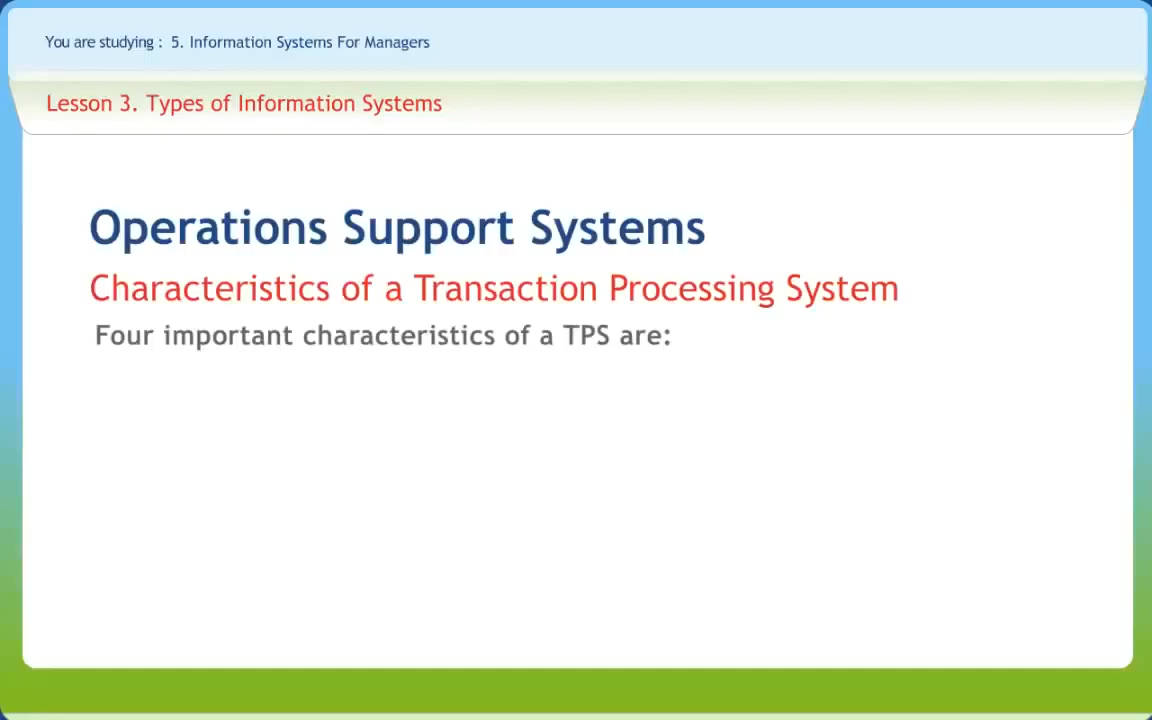 You are studying : 5. Information Systems For Managers
Lesson 3. Types of Information Systems
Operations Support Systems
Characteristics of a Transaction Processing System
Four important characteristics of a TPS are: